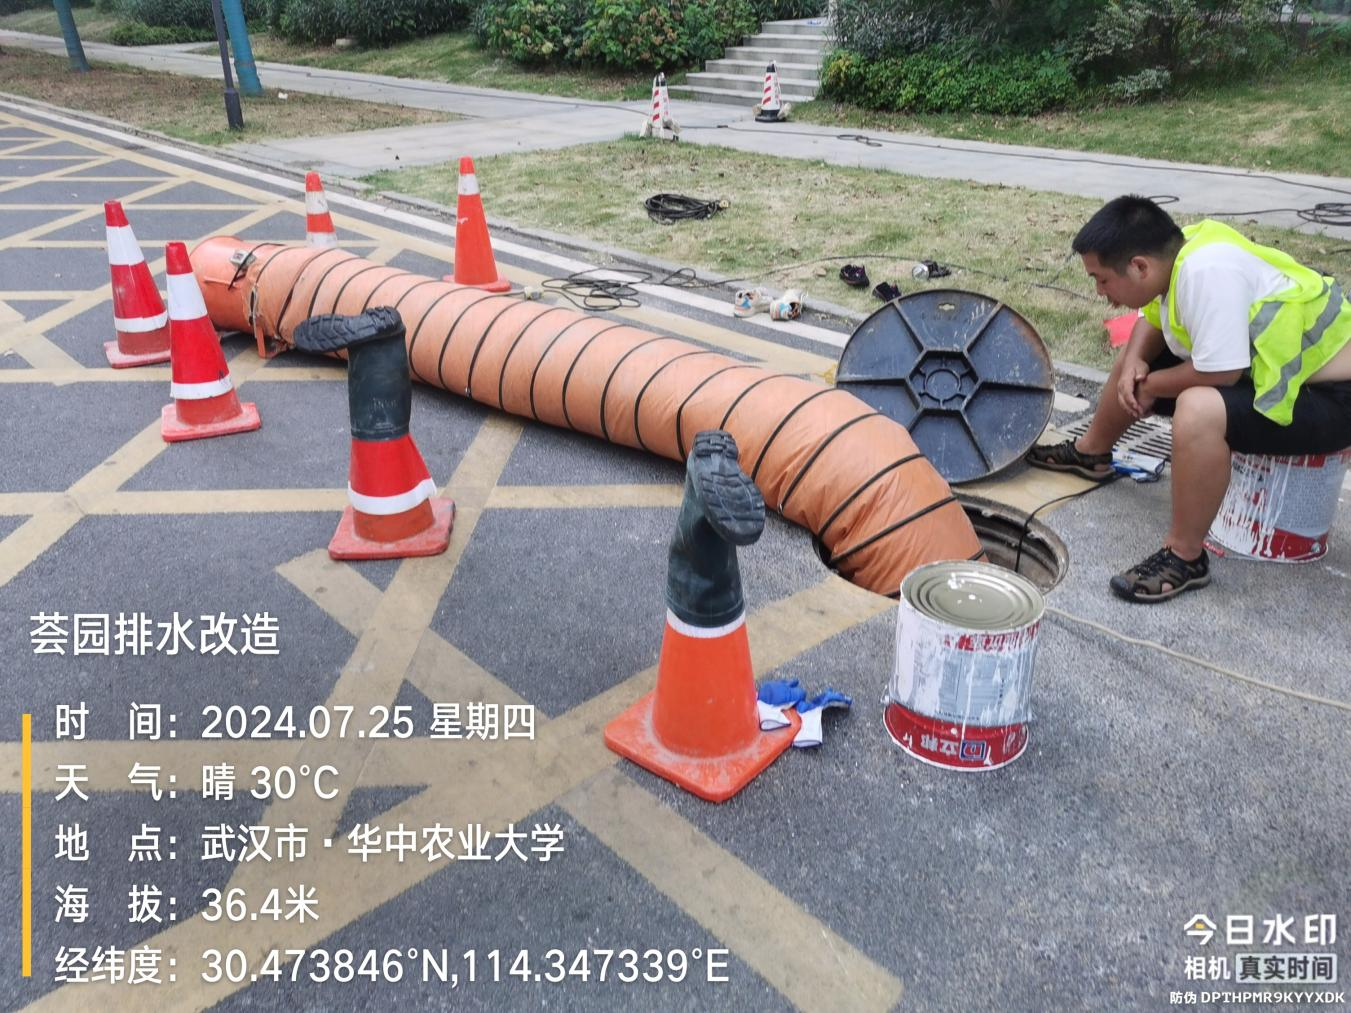 荟园排水改造
时 间：2024.07.25 星期四
天 气：晴 30°C
地 点：武汉市·华中农业大学
海 拔：36.4米
经纬度：30.473846°N,114.347339°E
立邦
今日水印
相机 真实时间
防伪 DPTHPMR9KYYXDK